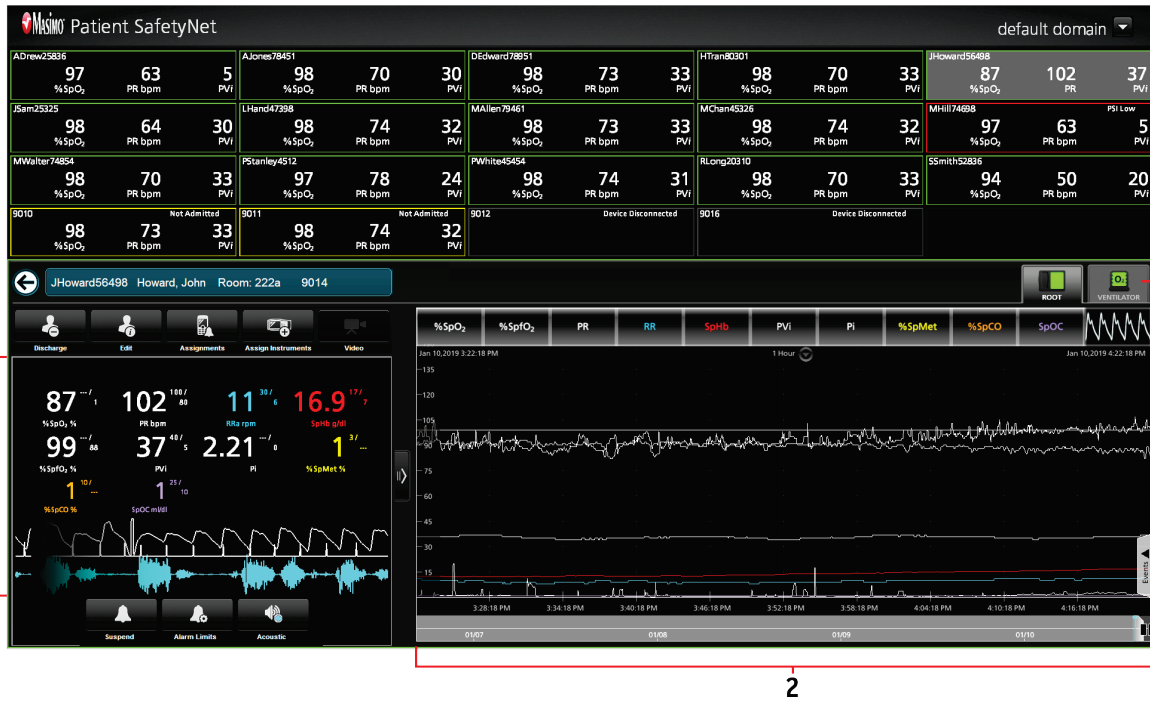 MASIMO Patient SafetyNet
default domain
ADrew25836 AJones78451 DEdward78951 HTran80301 JHoward56498
97 63 5 98 70 30 98 73 33 98 70 33 87 102 37
%SpO2 PR bpm PVi %SpO2 PR bpm PVi %SpO2 PR bpm PVi %SpO2 PR bpm PVi %SpO2 PR PVi
JSam25325 LHand47398 MAllen79461 MChan45326 MHill74698 PSI Low
98 64 30 98 74 32 98 73 33 98 74 32 97 63 5
%SpO2 PR bpm PVi %SpO2 PR bpm PVi %SpO2 PR bpm PVi %SpO2 PR bpm PVi %SpO2 PR bpm PVi
MWalter74854 PStanley4512 PWhite45454 RLong20310 SSmith52836
98 70 33 97 78 24 98 74 31 98 70 33 94 50 20
%SpO2 PR bpm PVi %SpO2 PR bpm PVi %SpO2 PR bpm PVi %SpO2 PR bpm PVi %SpO2 PR bpm PVi
9010 Not Admitted 9011 Not Admitted 9012 Device Disconnected 9016 Device Disconnected
98 73 33 98 74 32
%SpO2 PR bpm PVi %SpO2 PR bpm PVi
JHoward56498 Howard, John Room: 222a 9014
O2
ROOT VENTILATOR
Discharge Edit Assignments Assign Instruments Video
87 ---/ 1 102 100/ 80 11 30/ 6 16.9 17/ 7
%SpO2 % PR bpm RRa rpm SpHb g/dl
99 ---/ 88 37 40/ 5 2.21 ---/ 0 1 3/ ---
%SpfO2 % PVi Pi %SpMet %
1 10/ --- 1 25/ 10
%SpCO % SpOC ml/dl
Suspend Alarm Limits Acoustic
%SpO2 %SpfO2 PR RR SpHb PVi Pi %SpMet %SpCO SpOC
Jan 10,2019 3:22:18 PM 1 Hour Jan 10,2019 4:22:18 PM
135
120
105
90
75
60
45
30
15
Events
3:28:18 PM 3:34:18 PM 3:40:18 PM 3:46:18 PM 3:52:18 PM 3:58:18 PM 4:04:18 PM 4:10:18 PM 4:16:18 PM
01/07 01/08 01/09 01/10
2